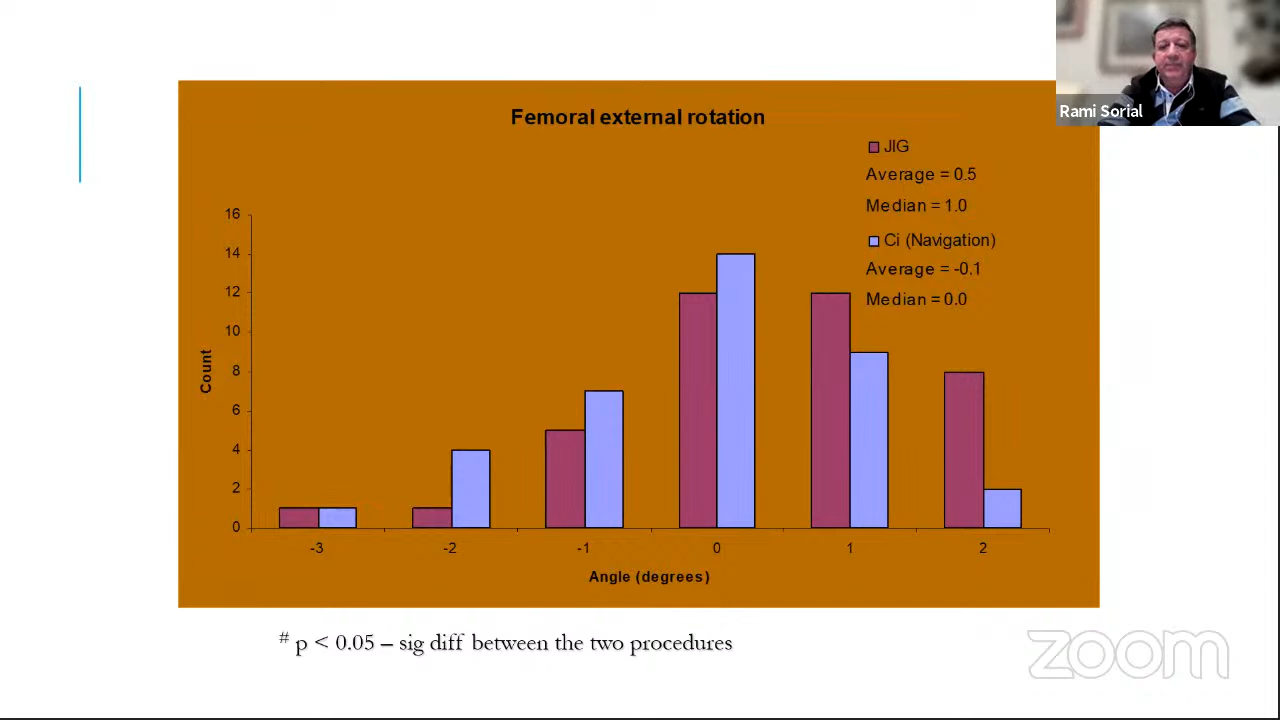 Rami Sorial
Femoral external rotation
JIG
Average = 0.5
Median = 1.0
Ci (Navigation)
Average = -0.1
Median = 0.0
16
14
12
10
8
6
4
2
0
Count
-3 -2 -1 0 1 2
Angle (degrees)
# p < 0.05 – sig diff between the two procedures
zoom